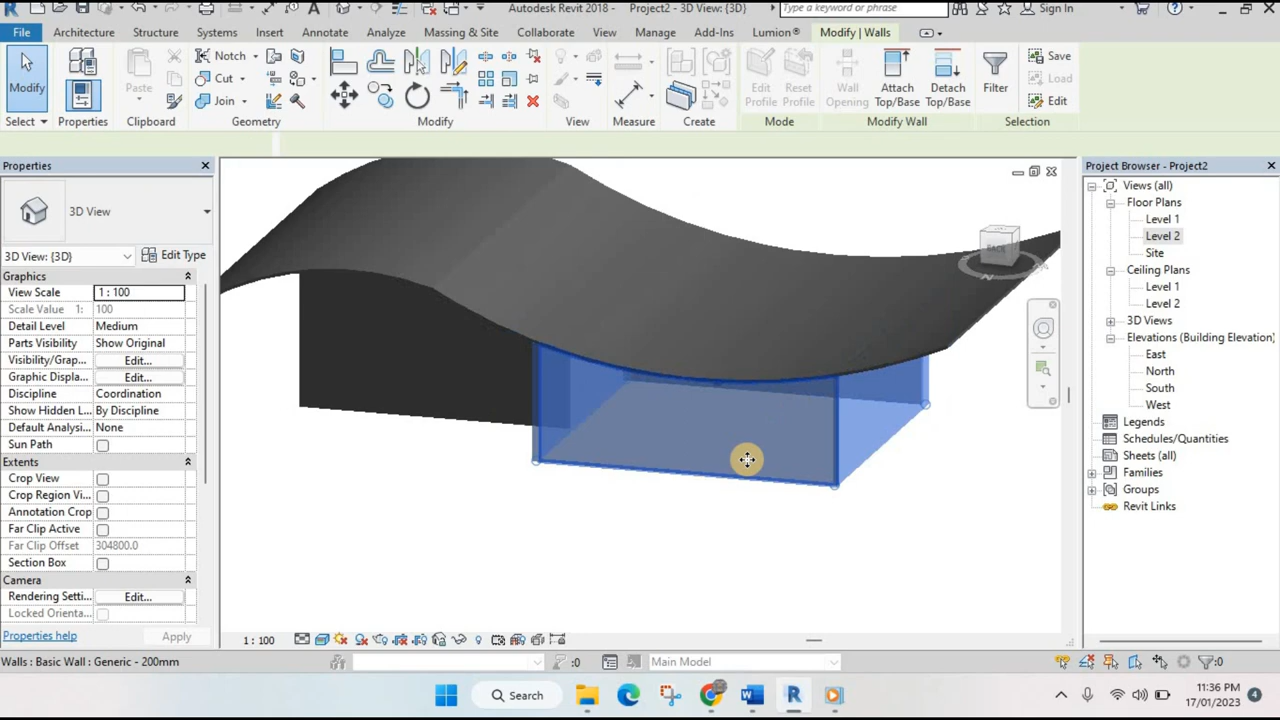 Autodesk Revit 2018 - Project2 - 3D View: {3D}
Type a keyword or phrase
Sign In
File Architecture Structure Systems Insert Annotate Analyze Massing & Site Collaborate View Manage Add-Ins Lumion® Modify | Walls
Modify
Select
Properties
Paste
Clipboard
Notch
Cut
Join
Geometry
Modify
View
Measure
Create
Edit Profile
Reset Profile
Mode
Wall Opening
Attach Top/Base
Detach Top/Base
Modify Wall
Filter
Save
Load
Edit
Selection
Properties
3D View
3D View: {3D}
Edit Type
Graphics
View Scale 1 : 100
Scale Value 1: 100
Detail Level Medium
Parts Visibility Show Original
Visibility/Grap... Edit...
Graphic Displa... Edit...
Discipline Coordination
Show Hidden L... By Discipline
Default Analysi... None
Sun Path
Extents
Crop View
Crop Region Vi...
Annotation Crop
Far Clip Active
Far Clip Offset 304800.0
Section Box
Camera
Rendering Setti... Edit...
Locked Orienta...
Properties help
Apply
BACK
N
Project Browser - Project2
Views (all)
Floor Plans
Level 1
Level 2
Site
Ceiling Plans
Level 1
Level 2
3D Views
Elevations (Building Elevation)
East
North
South
West
Legends
Schedules/Quantities
Sheets (all)
Families
Groups
Revit Links
1 : 100
Walls : Basic Wall : Generic - 200mm
:0
Main Model
:0
Search
11:36 PM
17/01/2023
4